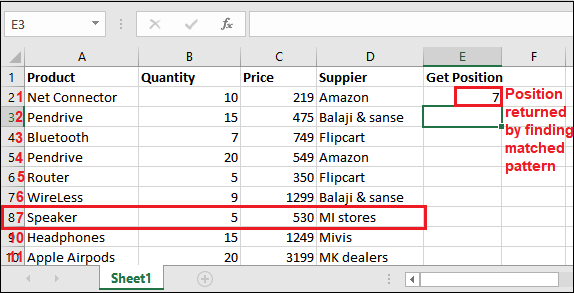 E3 fx
A B C D E F
1 Product Quantity Price Suppier Get Position
2 1 Net Connector 10 219 Amazon 7 Position
3 2 Pendrive 15 475 Balaji & sanse returned
4 3 Bluetooth 7 749 Flipcart by finding
5 4 Pendrive 20 549 Amazon matched
6 5 Router 5 350 Flipcart pattern
7 6 WireLess 9 1299 Balaji & sanse
8 7 Speaker 5 530 MI stores
9 10 Headphones 15 1249 Mivis
10 11 Apple Airpods 20 3199 MK dealers
Sheet1